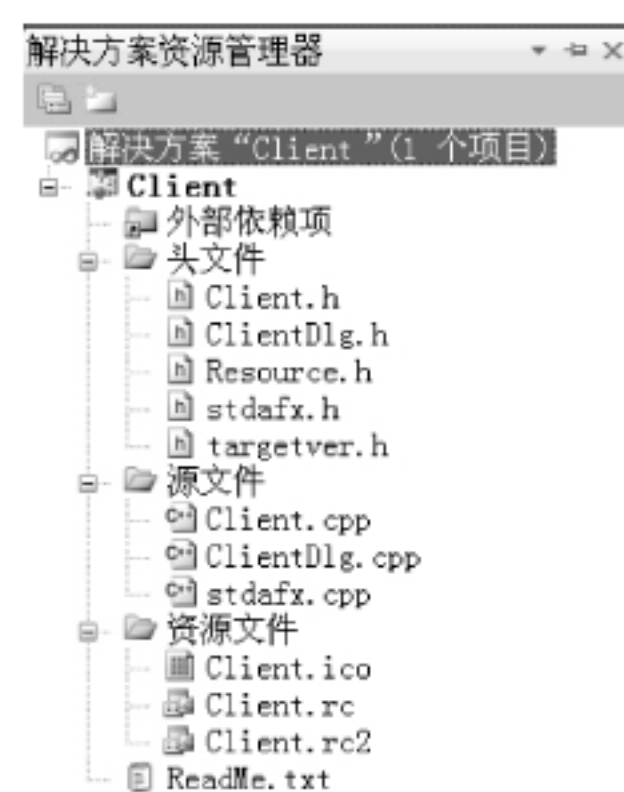 解决方案资源管理器
解决方案“Client”(1 个项目)
Client
外部依赖项
头文件
Client.h
ClientDlg.h
Resource.h
stdafx.h
targetver.h
源文件
Client.cpp
ClientDlg.cpp
stdafx.cpp
资源文件
Client.ico
Client.rc
Client.rc2
ReadMe.txt